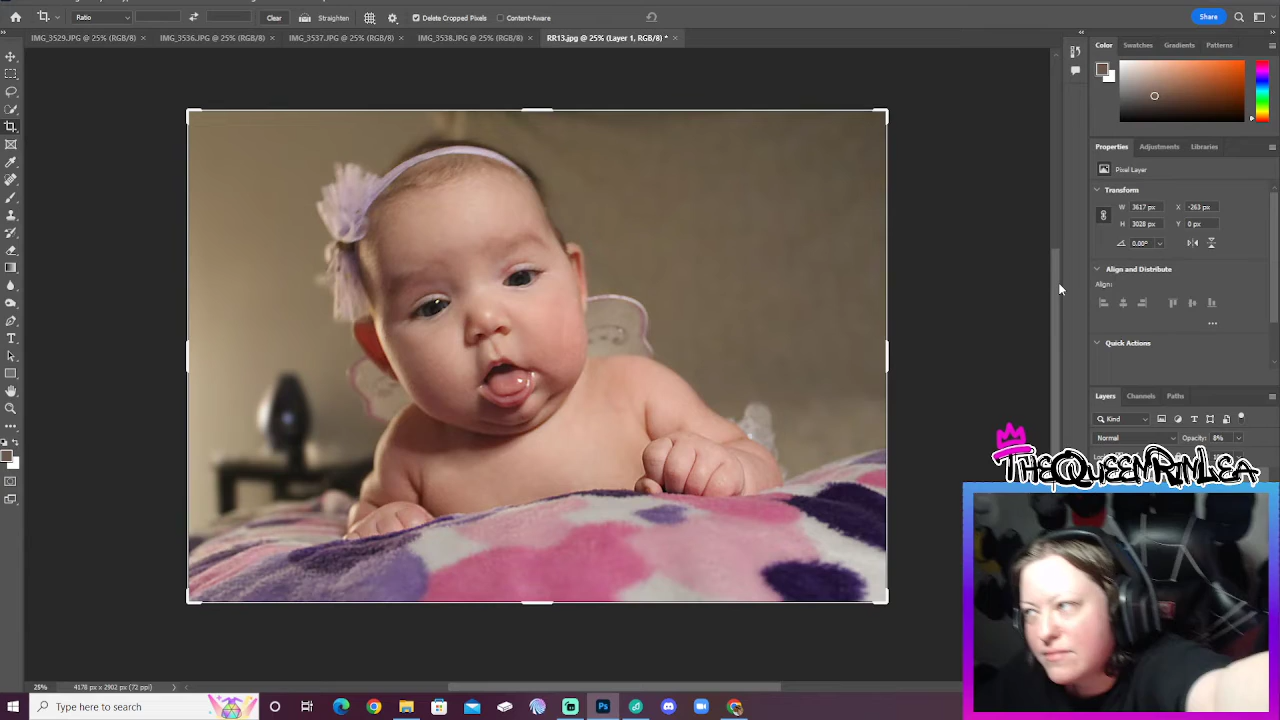 Ratio
Clear
Straighten
Delete Cropped Pixels
Content-Aware
Share
IMG_3529.JPG @ 25% (RGB/8)
IMG_3536.JPG @ 25% (RGB/8)
IMG_3537.JPG @ 25% (RGB/8)
IMG_3538.JPG @ 25% (RGB/8)
RR13.jpg @ 25% (Layer 1, RGB/8) *
Color
Swatches
Gradients
Patterns
Properties
Adjustments
Libraries
Pixel Layer
Transform
W 3617 px X -263 px
H 3028 px Y 0 px
0.00°
Align and Distribute
Align:
Quick Actions
Layers
Channels
Paths
Kind
Normal
Opacity: 8%
THEQUEENRINLEA
25%
4178 px x 2902 px (72 ppi)
Type here to search
Ps